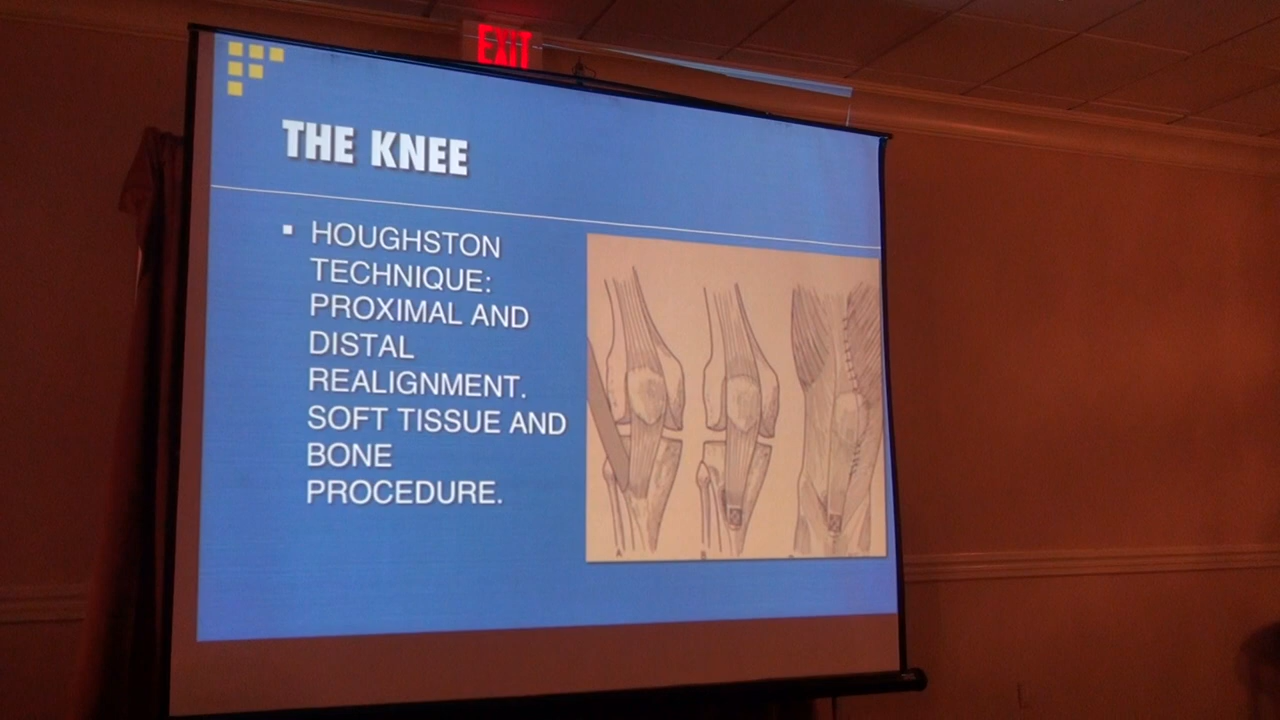 EXIT
THE KNEE
▪ HOUGHSTON
TECHNIQUE:
PROXIMAL AND
DISTAL
REALIGNMENT.
SOFT TISSUE AND
BONE
PROCEDURE.
A B